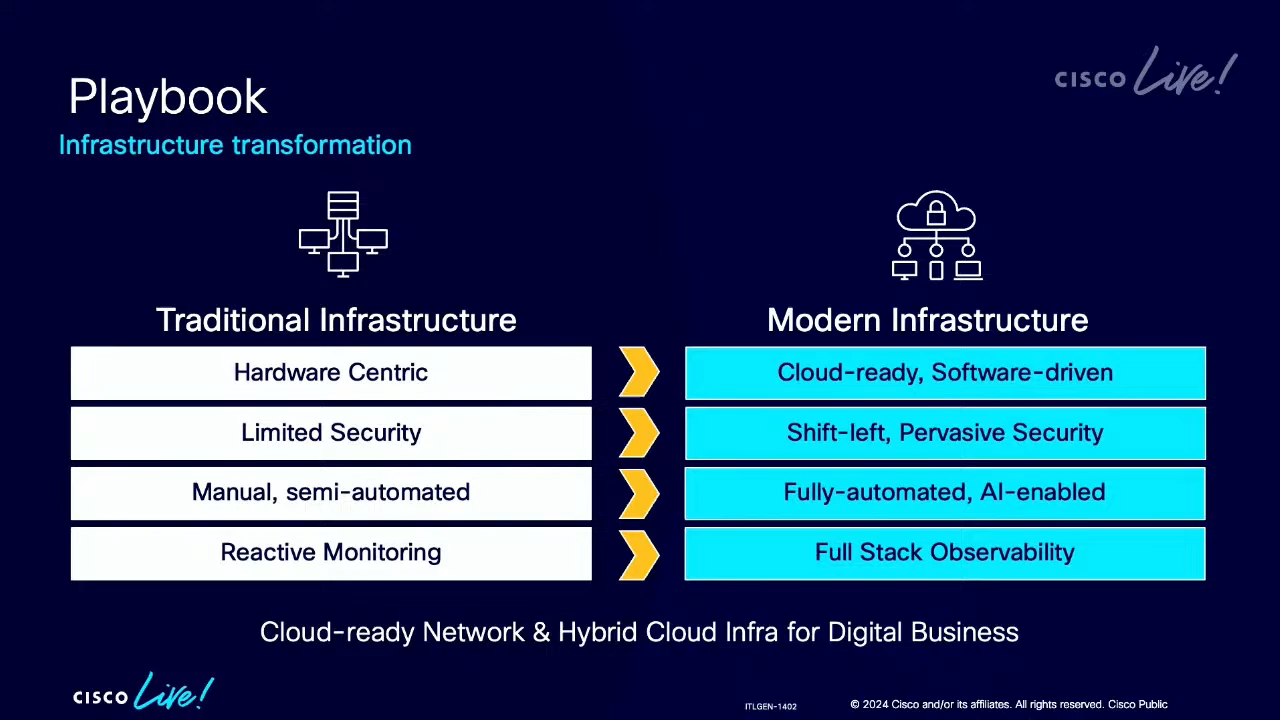 CISCO Live!
Playbook
Infrastructure transformation
Traditional Infrastructure
Modern Infrastructure
Hardware Centric
Cloud-ready, Software-driven
Limited Security
Shift-left, Pervasive Security
Manual, semi-automated
Fully-automated, AI-enabled
Reactive Monitoring
Full Stack Observability
Cloud-ready Network & Hybrid Cloud Infra for Digital Business
CISCO Live!
ITLGEN-1402
© 2024 Cisco and/or its affiliates. All rights reserved. Cisco Public